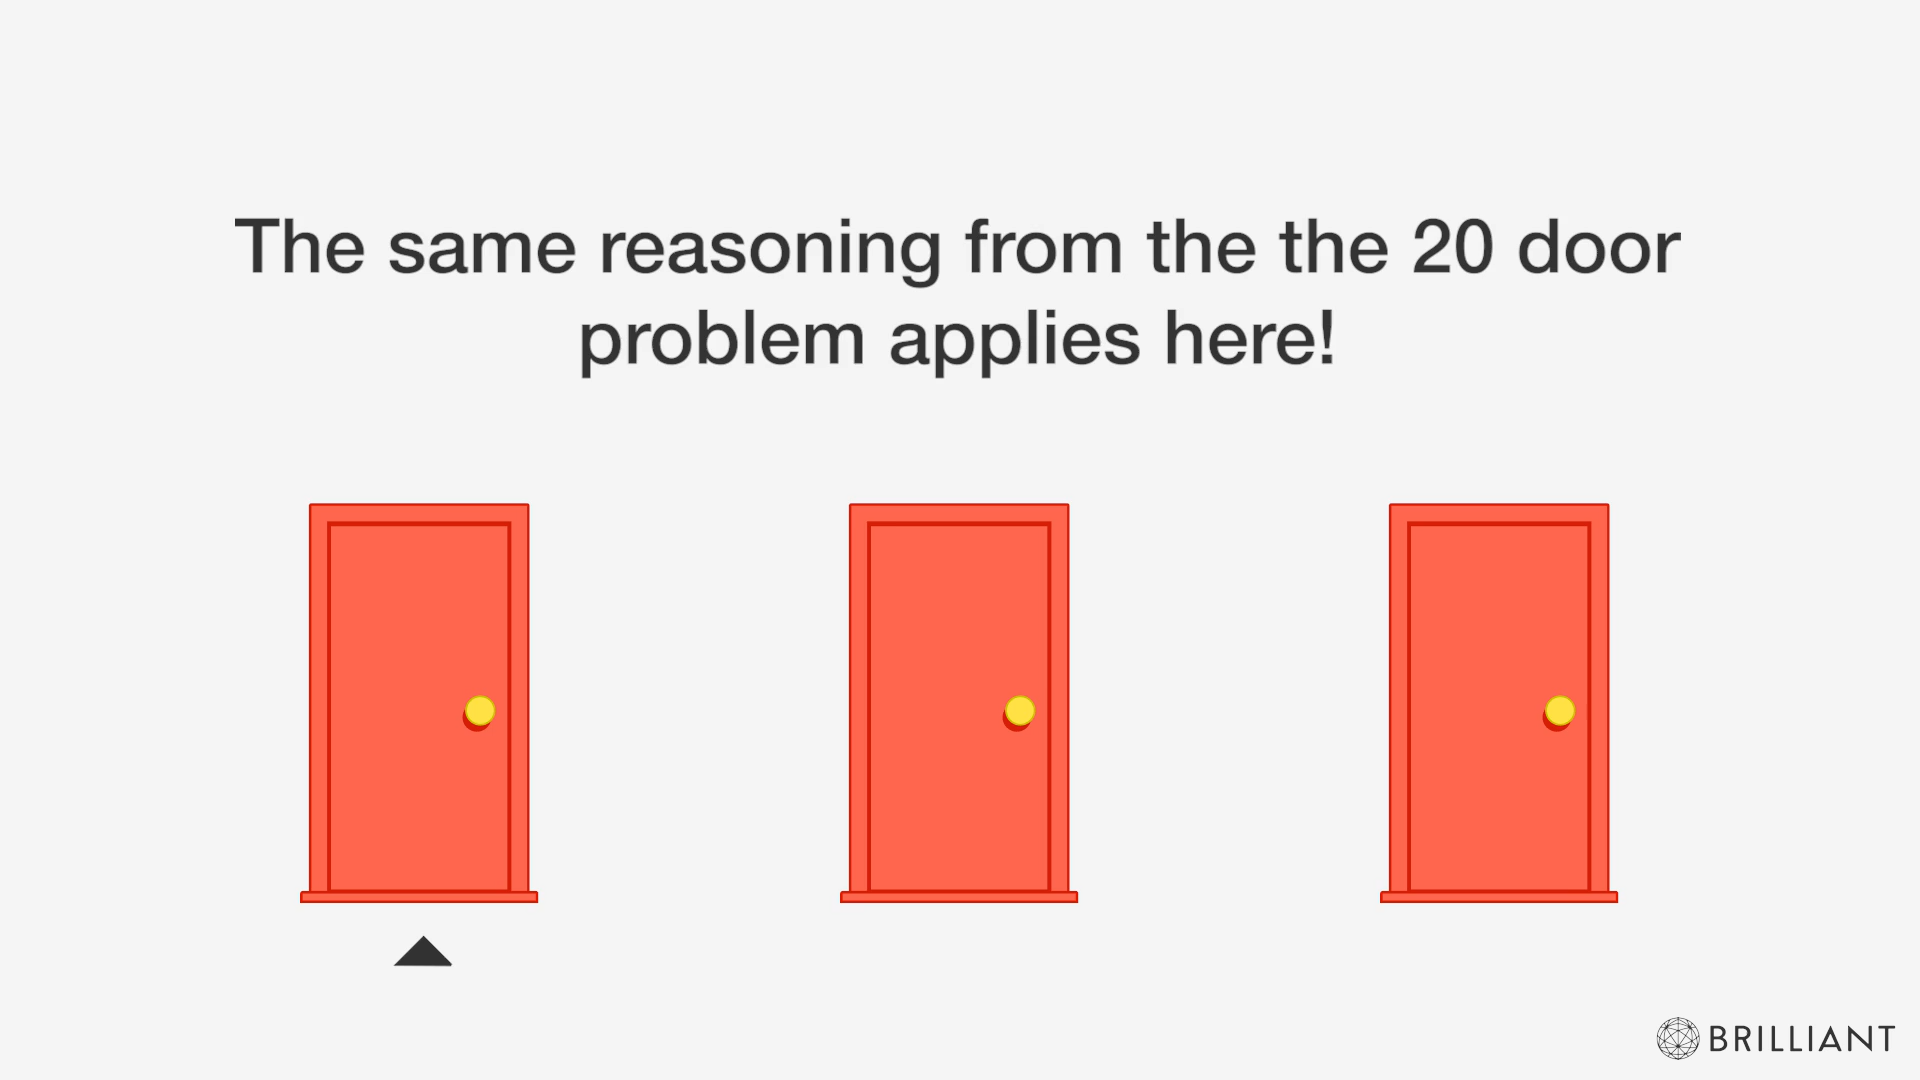 The same reasoning from the the 20 door
problem applies here!
BRILLIANT